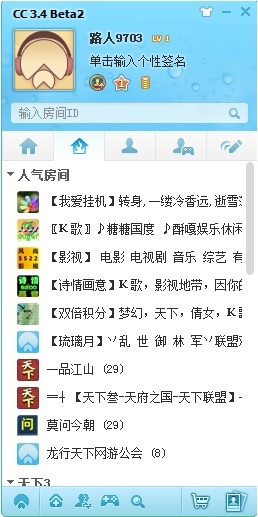 CC 3.4 Beta2
路人9703 LV 1
单击输入个性签名
输入房间ID
人气房间
【我爱挂机】转身,一缕冷香远,逝雪
〖K歌〗♪糖糖国度 ♪酥嘎娱乐休闲
【影视】 电影 电视剧 音乐 综艺 有
【诗情画意】K歌，影视地带，因你
【双倍积分】梦幻，天下，倩女，K
【琉璃月】丷乱 世 御 林 军丷联盟
一品江山 (29)
═╃【天下叁-天府之国-天下联盟】-
莫问今朝 (29)
龙行天下网游公会 (8)
天下3